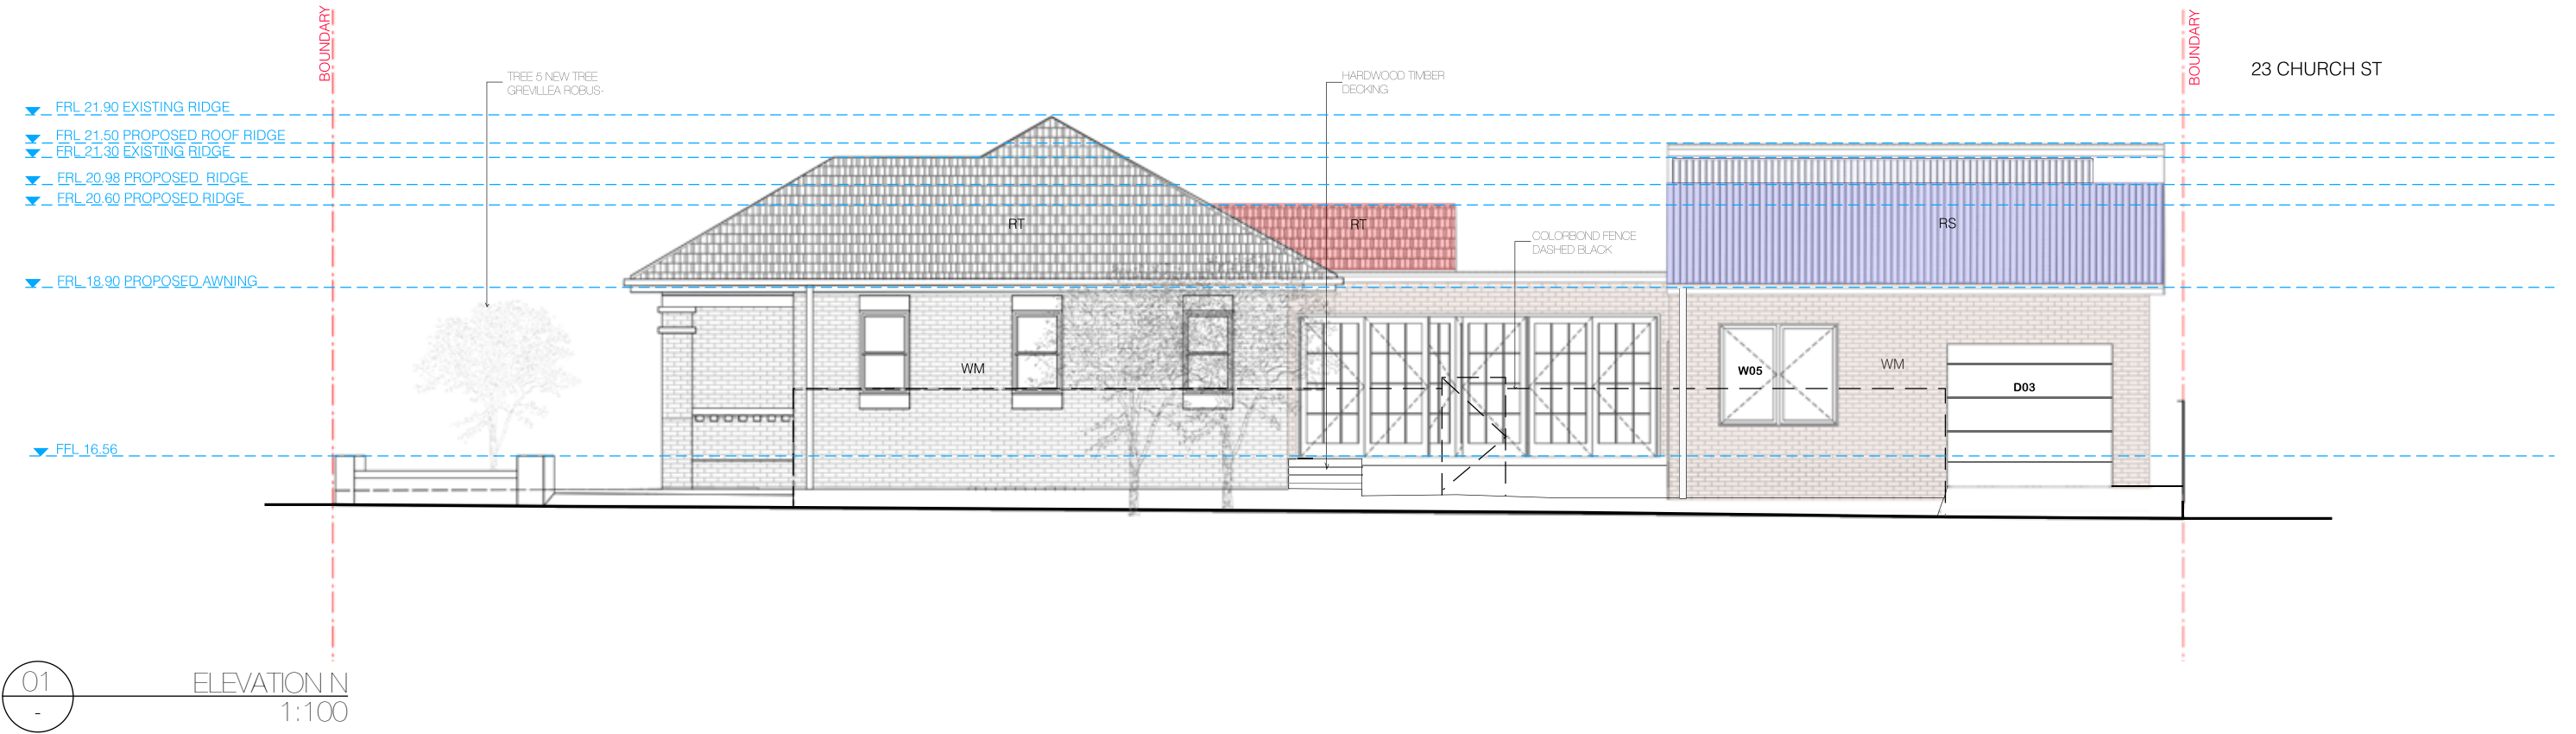 BOUNDARY
BOUNDARY
23 CHURCH ST
TREE 5 NEW TREE
GREVILLEA ROBUS-
HARDWOOD TIMBER
DECKING
FRL 21.90 EXISTING RIDGE
FRL 21.50 PROPOSED ROOF RIDGE
FRL 21.30 EXISTING RIDGE
FRL 20.98 PROPOSED RIDGE
FRL 20.60 PROPOSED RIDGE
RT
RT
RS
COLORBOND FENCE
DASHED BLACK
FRL 18.90 PROPOSED AWNING
WM
W05
WM
D03
FFL 16.56
01
-
ELEVATION N
1:100